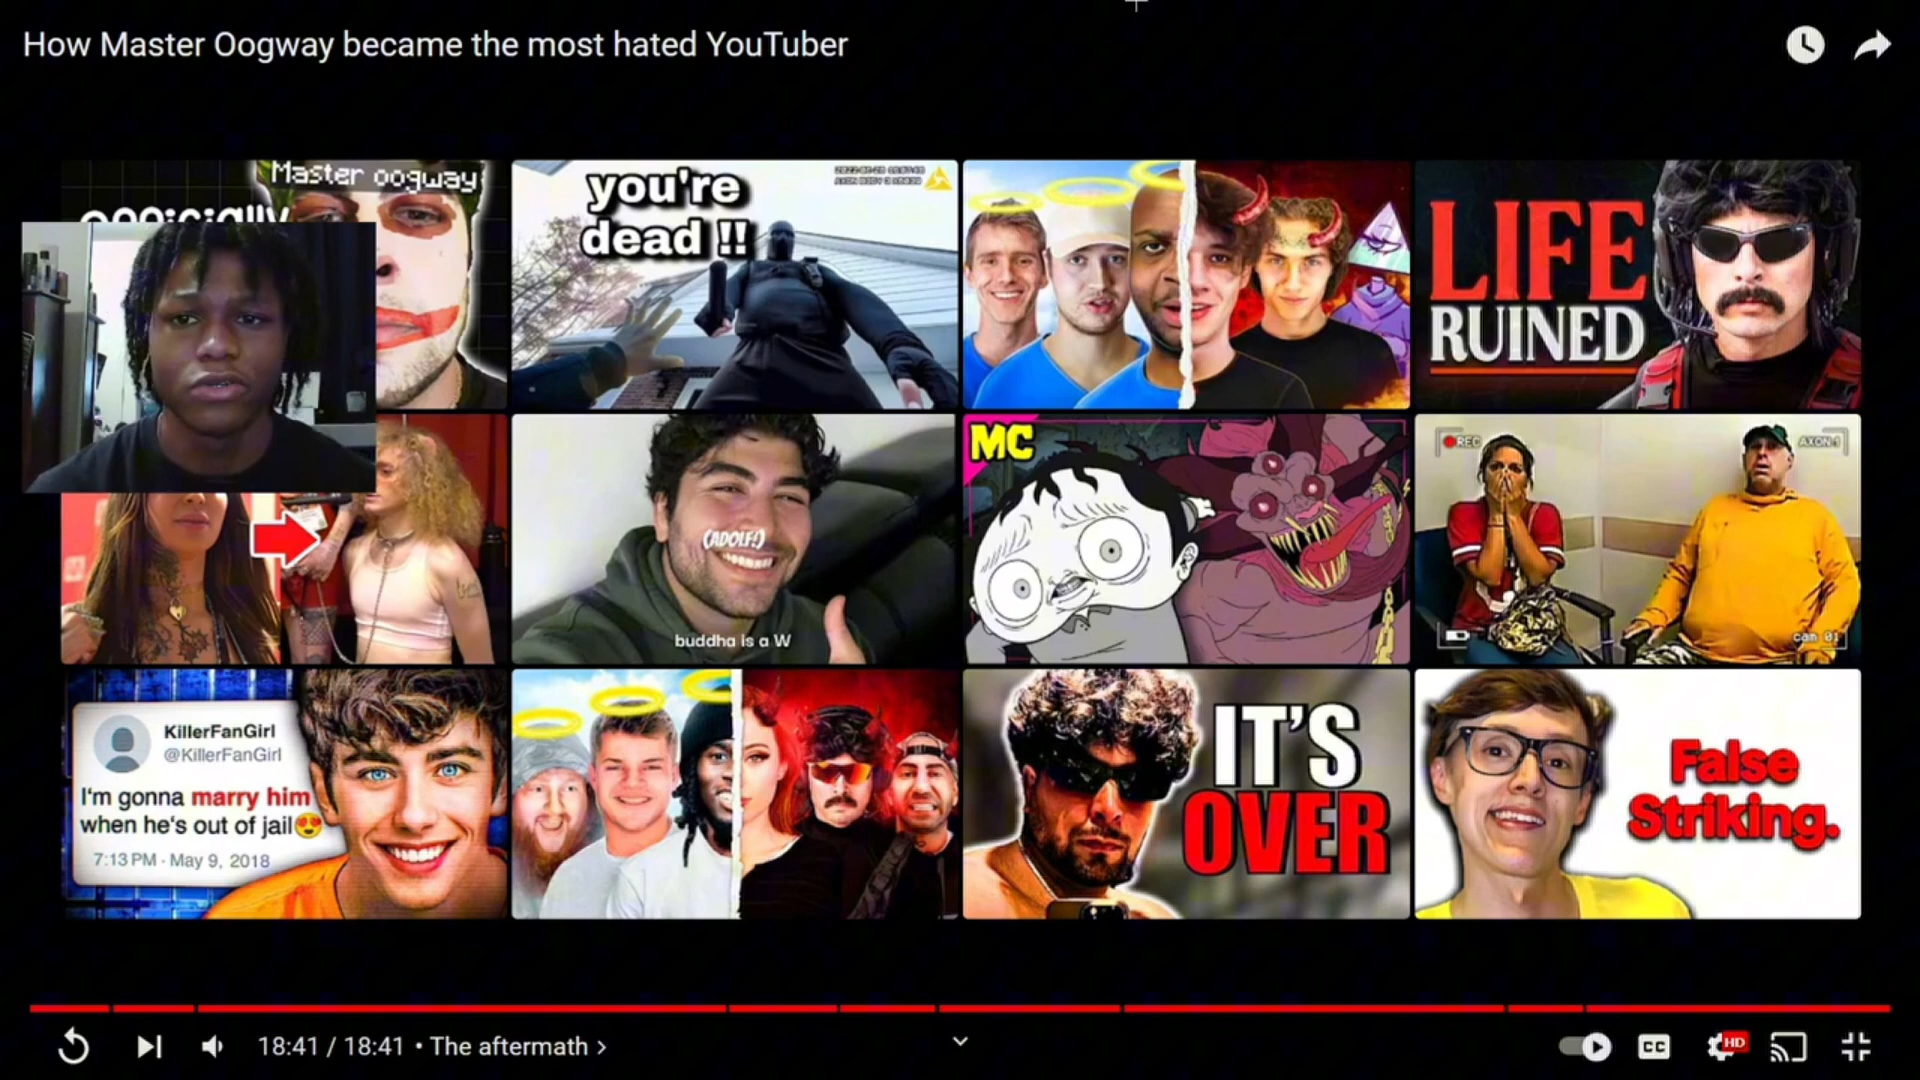 How Master Oogway became the most hated YouTuber
Master oogway
you're
dead !!
LIFE
RUINED
(ADOLF!)
buddha is a W
MC
REC
AXON 1
cam 01
KillerFanGirl
@KillerFanGirl
I'm gonna marry him
when he's out of jail😍
7:13 PM · May 9, 2018
IT'S
OVER
False
Striking.
18:41 / 18:41 • The aftermath ›
CC
HD